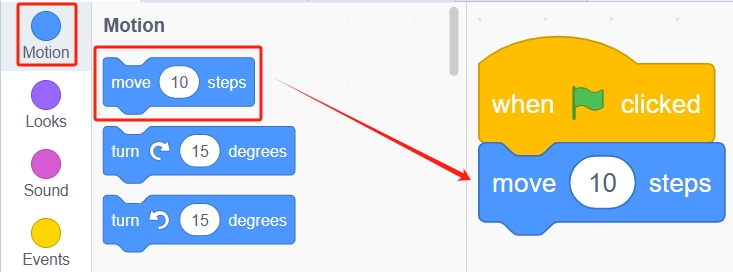 Motion
Looks
Sound
Events
Motion
move 10 steps
turn 15 degrees
turn 15 degrees
when clicked
move 10 steps